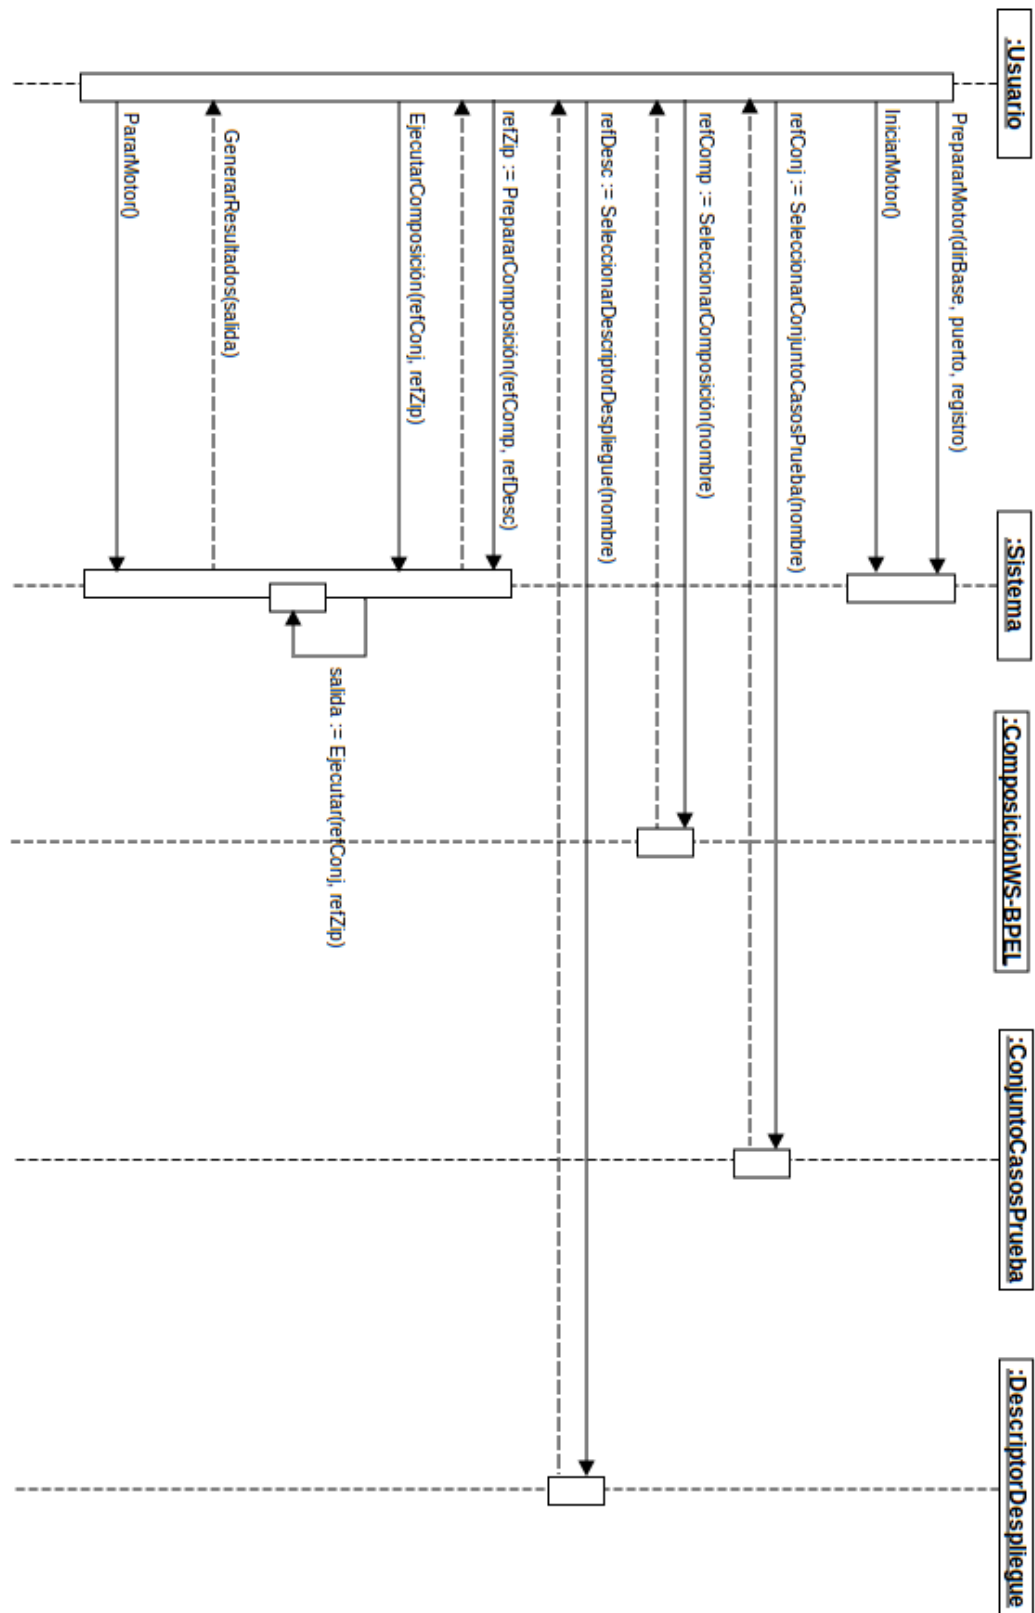 :Usuario
:Sistema
:ComposiciónWS-BPEL
:ConjuntoCasosPrueba
:DescriptorDespliegue
PrepararMotor(dirBase, puerto, registro)
IniciarMotor()
refConj := SeleccionarConjuntoCasosPrueba(nombre)
refComp := SeleccionarComposición(nombre)
refDesc := SeleccionarDescriptorDespliegue(nombre)
refZip := PrepararComposición(refComp, refDesc)
EjecutarComposición(refConj, refZip)
salida := Ejecutar(refConj, refZip)
GenerarResultados(salida)
PararMotor()